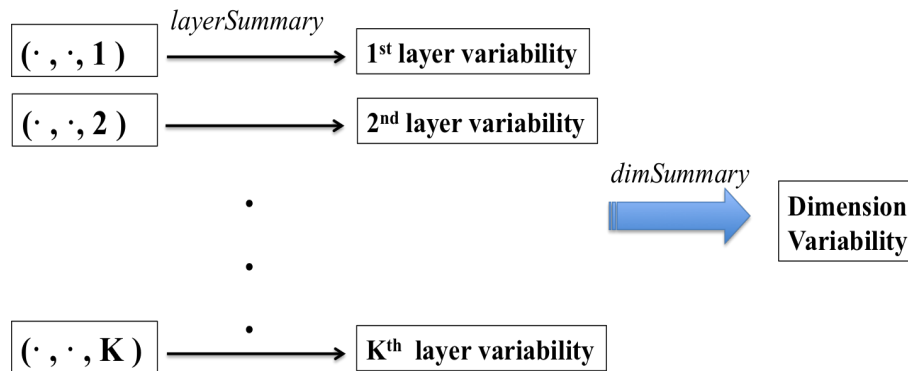 layerSummary
(· , ·, 1 )
1st layer variability
(· , ·, 2 )
2nd layer variability
dimSummary
Dimension
Variability
(· , · , K )
Kth layer variability